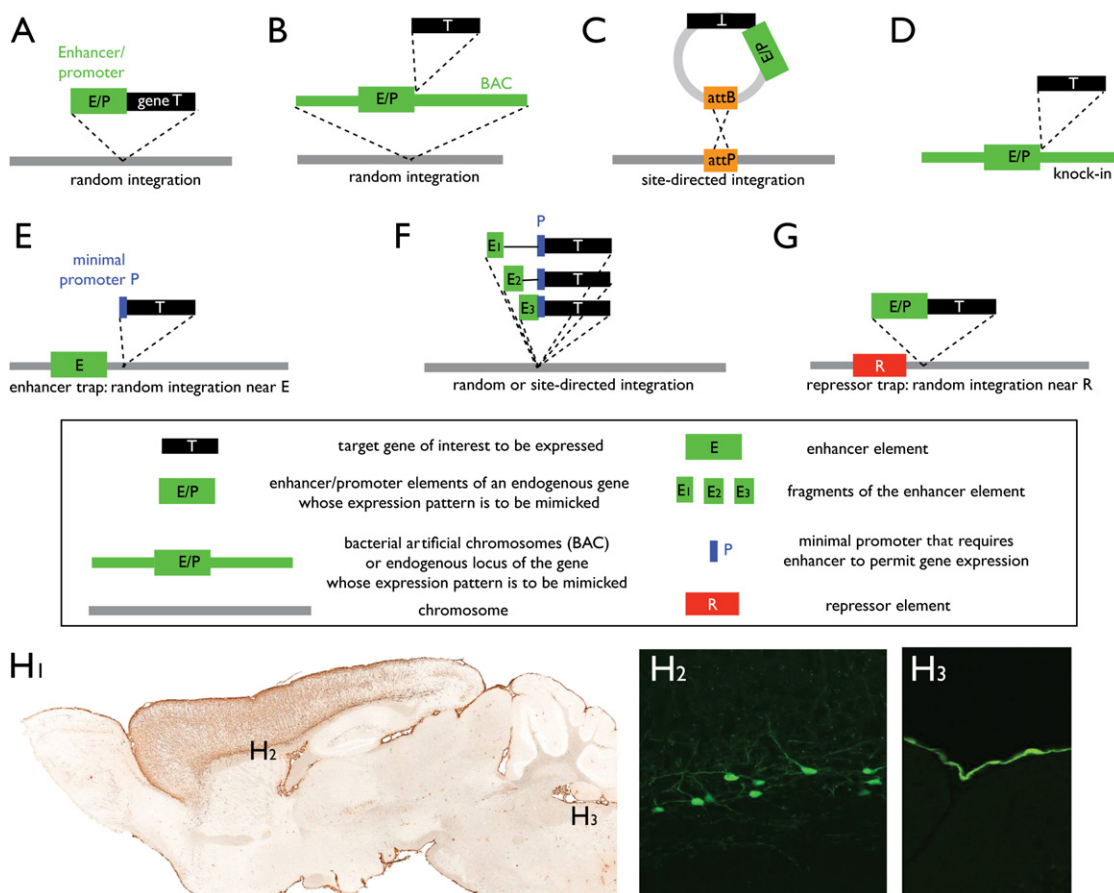 A
Enhancer/
promoter
E/P
gene T
random integration
B
T
E/P
BAC
random integration
C
T
E/P
attB
attP
site-directed integration
D
T
E/P
knock-in
E
minimal
promoter P
T
E
enhancer trap: random integration near E
F
P
E1
T
E2
T
E3
T
random or site-directed integration
G
E/P
T
R
repressor trap: random integration near R
T
target gene of interest to be expressed
E/P
enhancer/promoter elements of an endogenous gene
whose expression pattern is to be mimicked
E/P
bacterial artificial chromosomes (BAC)
or endogenous locus of the gene
whose expression pattern is to be mimicked
chromosome
E
enhancer element
E1 E2 E3
fragments of the enhancer element
P
minimal promoter that requires
enhancer to permit gene expression
R
repressor element
H1
H2
H3
H2
H3